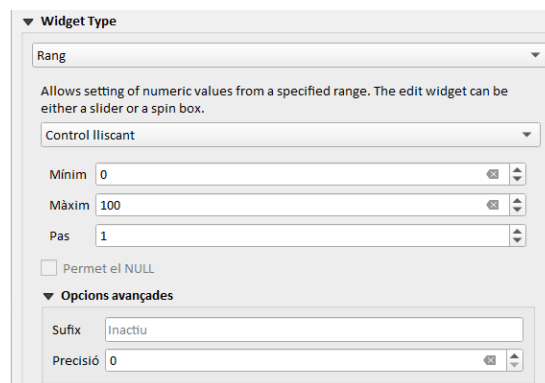 Widget Type
Rang
Allows setting of numeric values from a specified range. The edit widget can be
either a slider or a spin box.
Control lliscant
Mínim 0
Màxim 100
Pas 1
Permet el NULL
Opcions avançades
Sufix Inactiu
Precisió 0